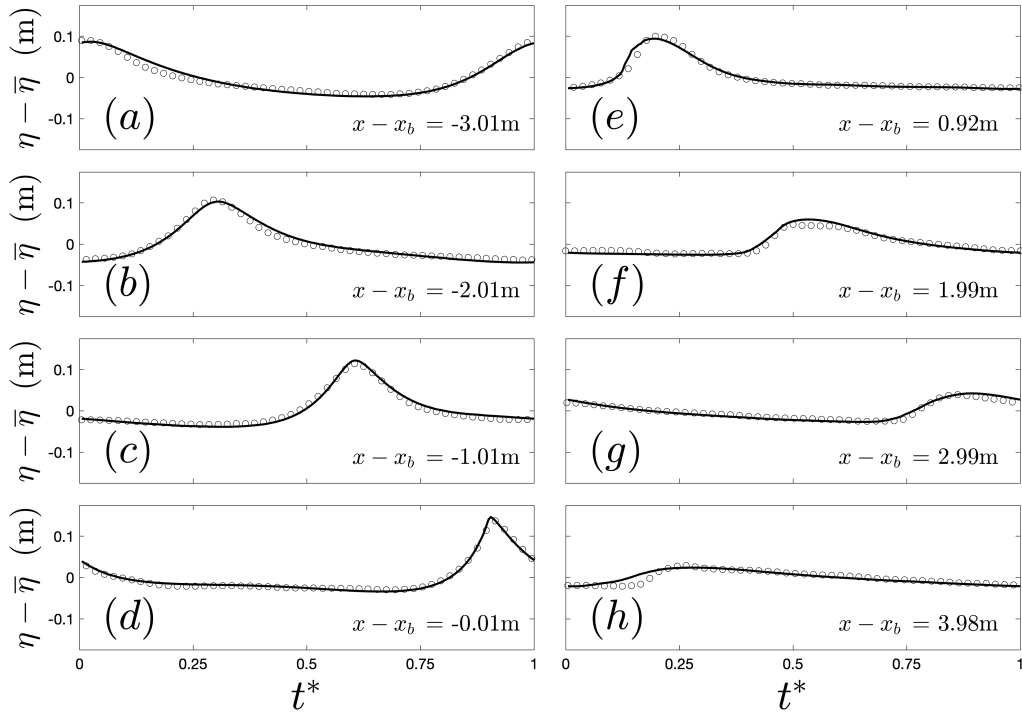 η − η̅ (m)
0.1
0
-0.1
(a)
x − x_b = -3.01m
(e)
x − x_b = 0.92m
η − η̅ (m)
0.1
0
-0.1
(b)
x − x_b = -2.01m
(f)
x − x_b = 1.99m
η − η̅ (m)
0.1
0
-0.1
(c)
x − x_b = -1.01m
(g)
x − x_b = 2.99m
η − η̅ (m)
0.1
0
-0.1
(d)
x − x_b = -0.01m
(h)
x − x_b = 3.98m
0 0.25 0.5 0.75 1
0 0.25 0.5 0.75 1
t*
t*